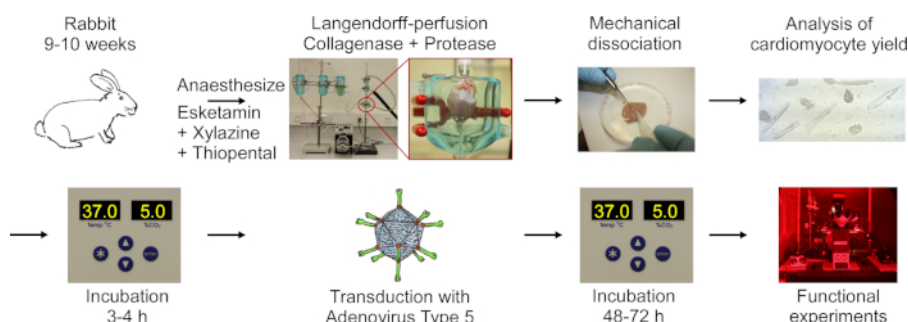 Rabbit
9-10 weeks
Anaesthesize
Esketamin
+ Xylazine
+ Thiopental
Langendorff-perfusion
Collagenase + Protease
Mechanical
dissociation
Analysis of
cardiomyocyte yield
37.0 5.0
temp °C %CO₂
enter
Incubation
3-4 h
Transduction with
Adenovirus Type 5
37.0 5.0
temp °C %CO₂
enter
Incubation
48-72 h
Functional
experiments